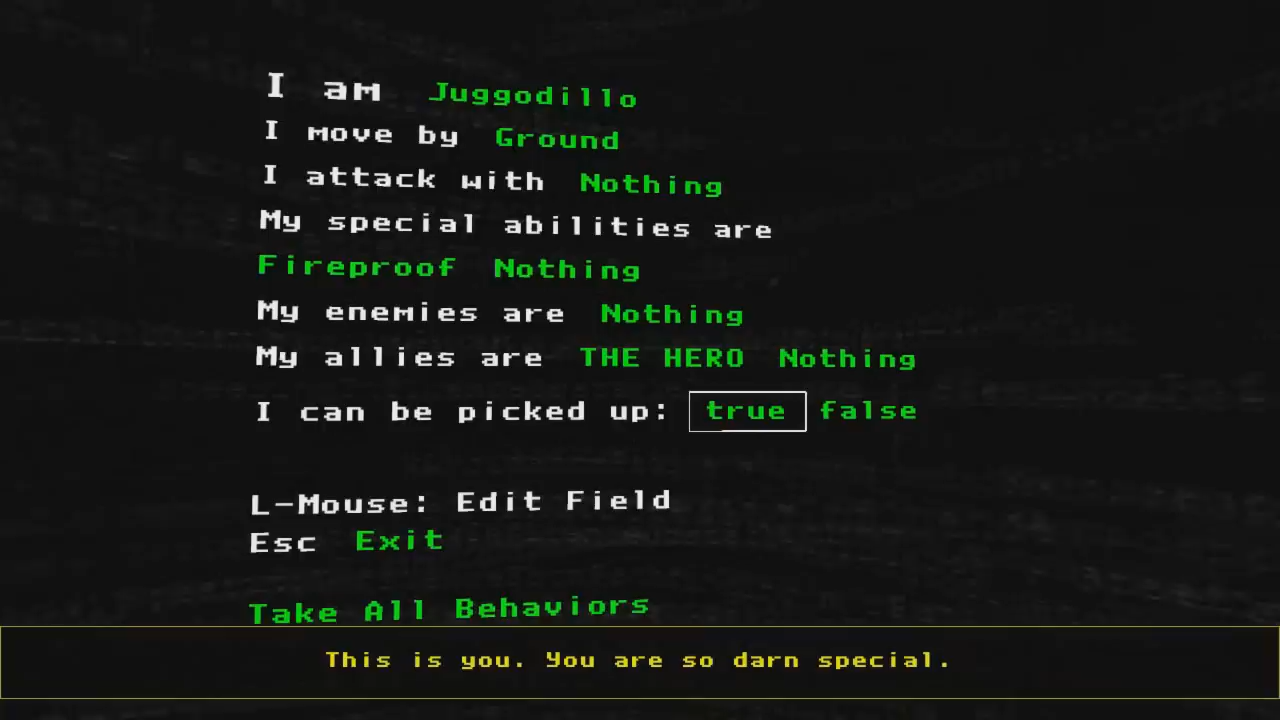 I am Juggodillo
I move by Ground
I attack with Nothing
My special abilities are
Fireproof Nothing
My enemies are Nothing
My allies are THE HERO Nothing
I can be picked up: true false
L-Mouse: Edit Field
Esc Exit
Take All Behaviors
This is you. You are so darn special.